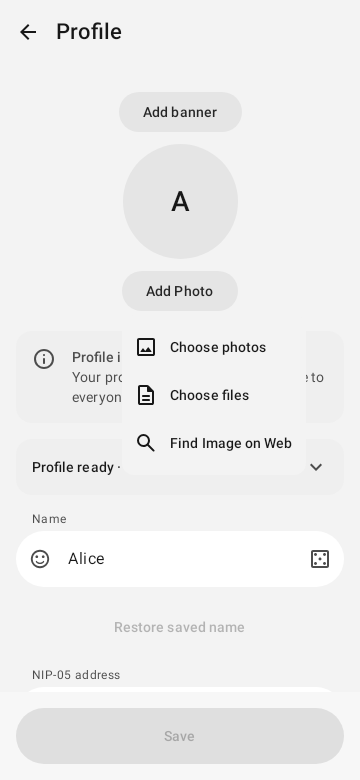 Profile
Add banner
A
Add Photo
Choose photos
Choose files
Find Image on Web
Profile
Your
to
everyon
Profile ready ·
Name
Alice
Restore saved name
NIP-05 address
Save